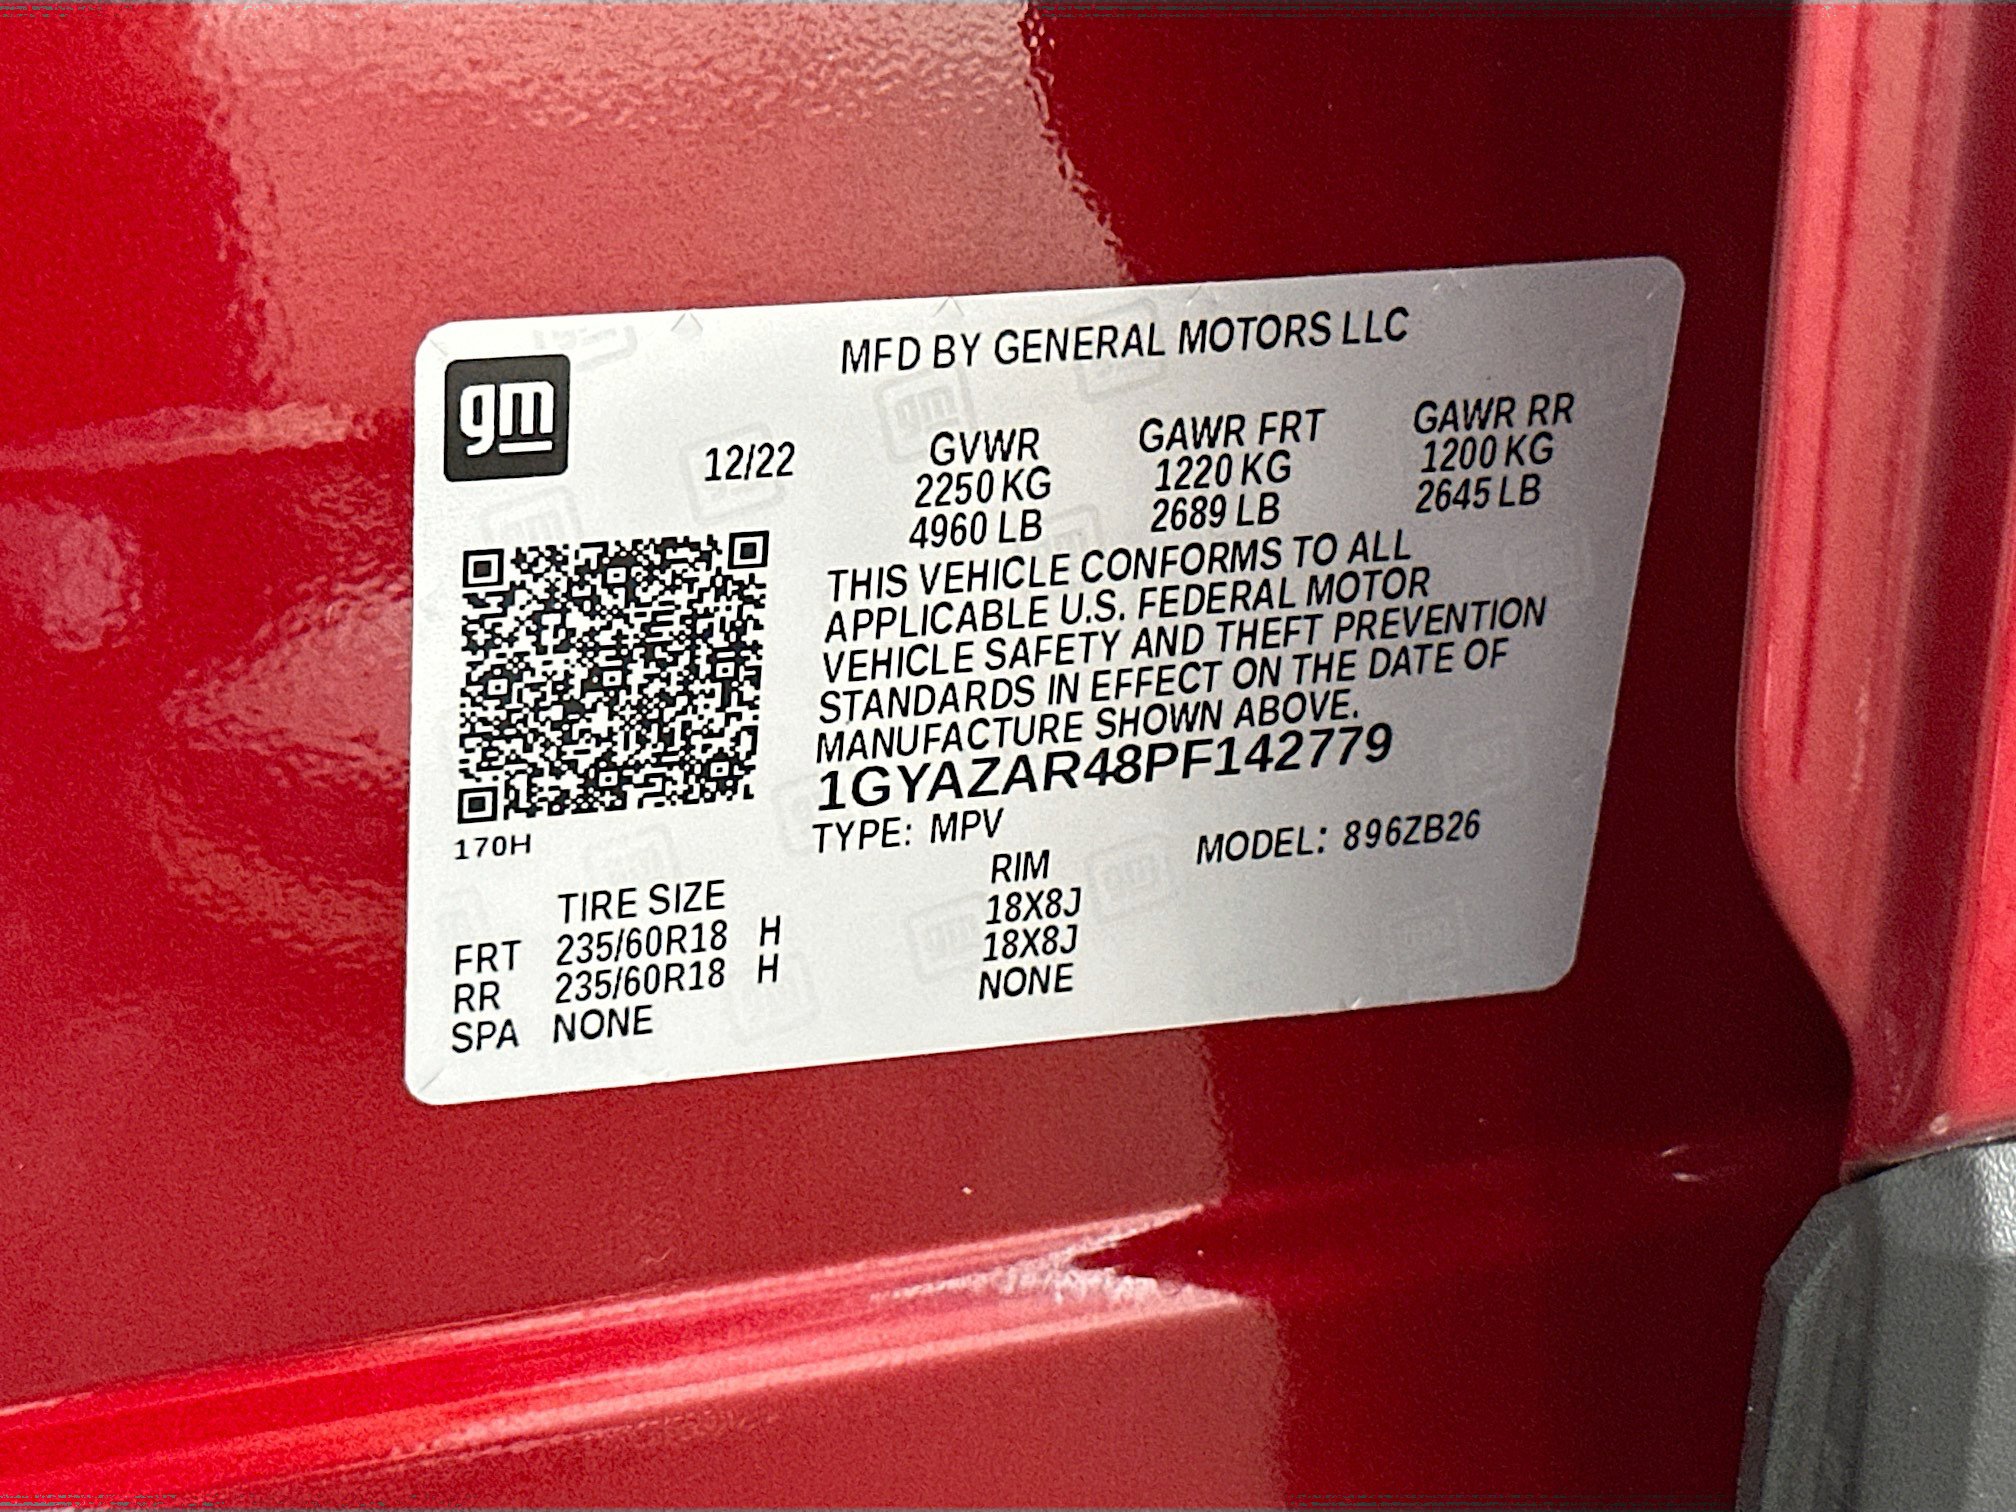 MFD BY GENERAL MOTORS LLC
gm
12/22
GVWR GAWR FRT GAWR RR
2250 KG 1220 KG 1200 KG
4960 LB 2689 LB 2645 LB
THIS VEHICLE CONFORMS TO ALL
APPLICABLE U.S. FEDERAL MOTOR
VEHICLE SAFETY AND THEFT PREVENTION
STANDARDS IN EFFECT ON THE DATE OF
MANUFACTURE SHOWN ABOVE.
1GYAZAR48PF142779
170H
TYPE: MPV MODEL: 896ZB26
TIRE SIZE RIM
FRT 235/60R18 H 18X8J
RR 235/60R18 H 18X8J
SPA NONE NONE